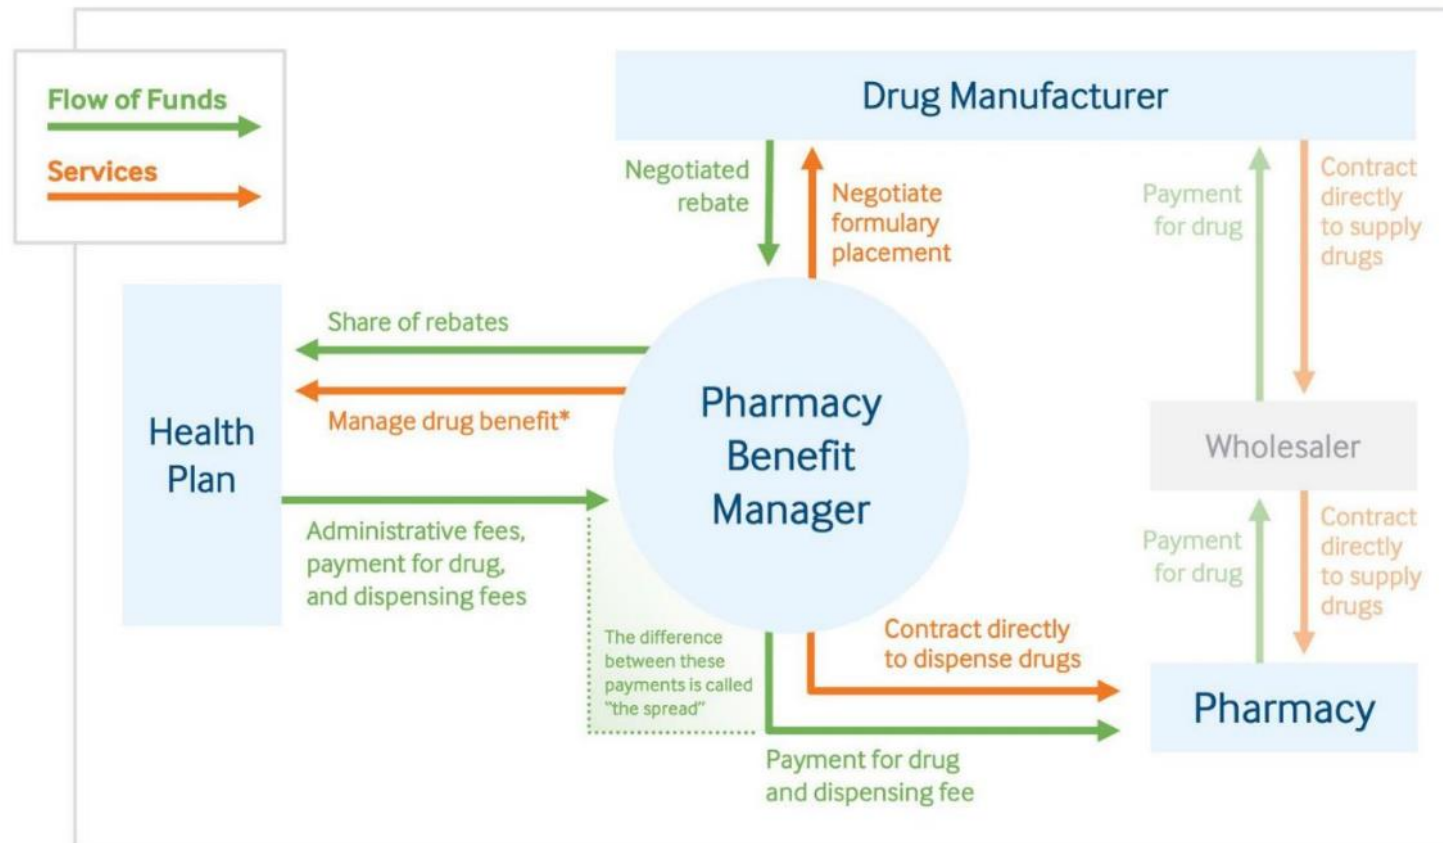 Flow of Funds
Services
Drug Manufacturer
Negotiated
rebate
Negotiate
formulary
placement
Payment
for drug
Contract
directly
to supply
drugs
Share of rebates
Manage drug benefit*
Health
Plan
Pharmacy
Benefit
Manager
Wholesaler
Administrative fees,
payment for drug,
and dispensing fees
Payment
for drug
Contract
directly
to supply
drugs
The difference
between these
payments is called
"the spread"
Contract directly
to dispense drugs
Pharmacy
Payment for drug
and dispensing fee